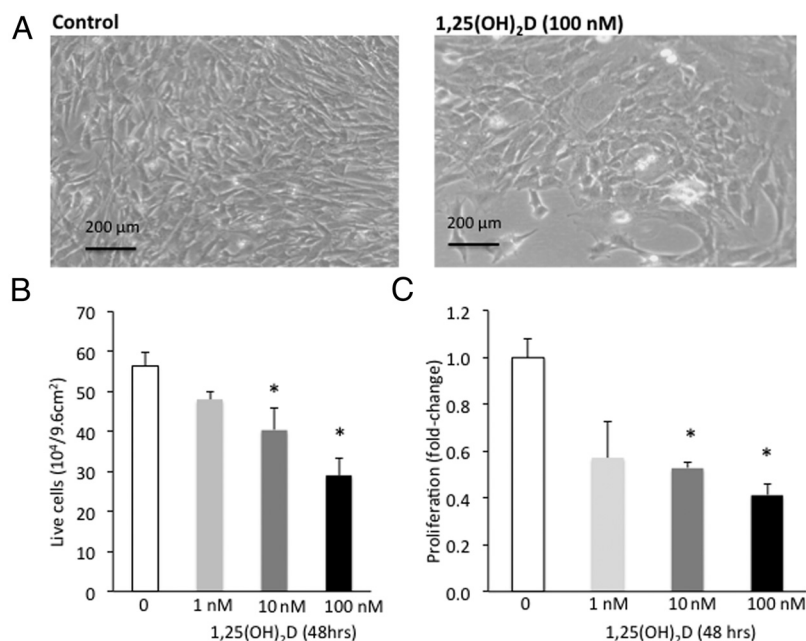 A
Control
1,25(OH)₂D (100 nM)
200 µm
200 µm
B
Live cells (10⁴/9.6cm²)
70
60
50
40
30
20
10
0
*
*
0
1 nM
10 nM
100 nM
1,25(OH)₂D (48hrs)
C
Proliferation (fold-change)
1.2
1.0
0.8
0.6
0.4
0.2
0.0
*
*
0
1 nM
10 nM
100 nM
1,25(OH)₂D (48hrs)